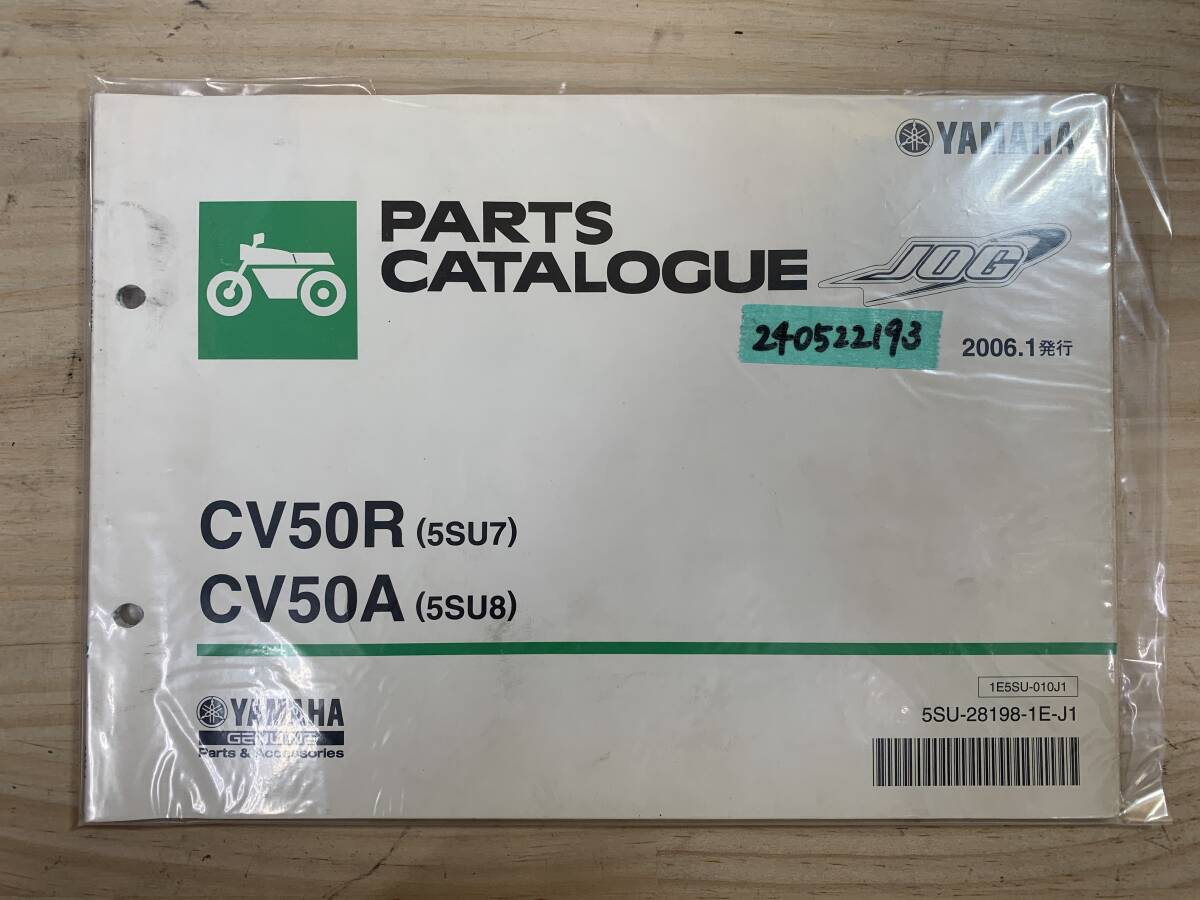 YAMAHA
PARTS
CATALOGUE
JOG
240522193
2006.1発行
CV50R (5SU7)
CV50A (5SU8)
YAMAHA
GENUINE
Parts & Accessories
1E5SU-010J1
5SU-28198-1E-J1